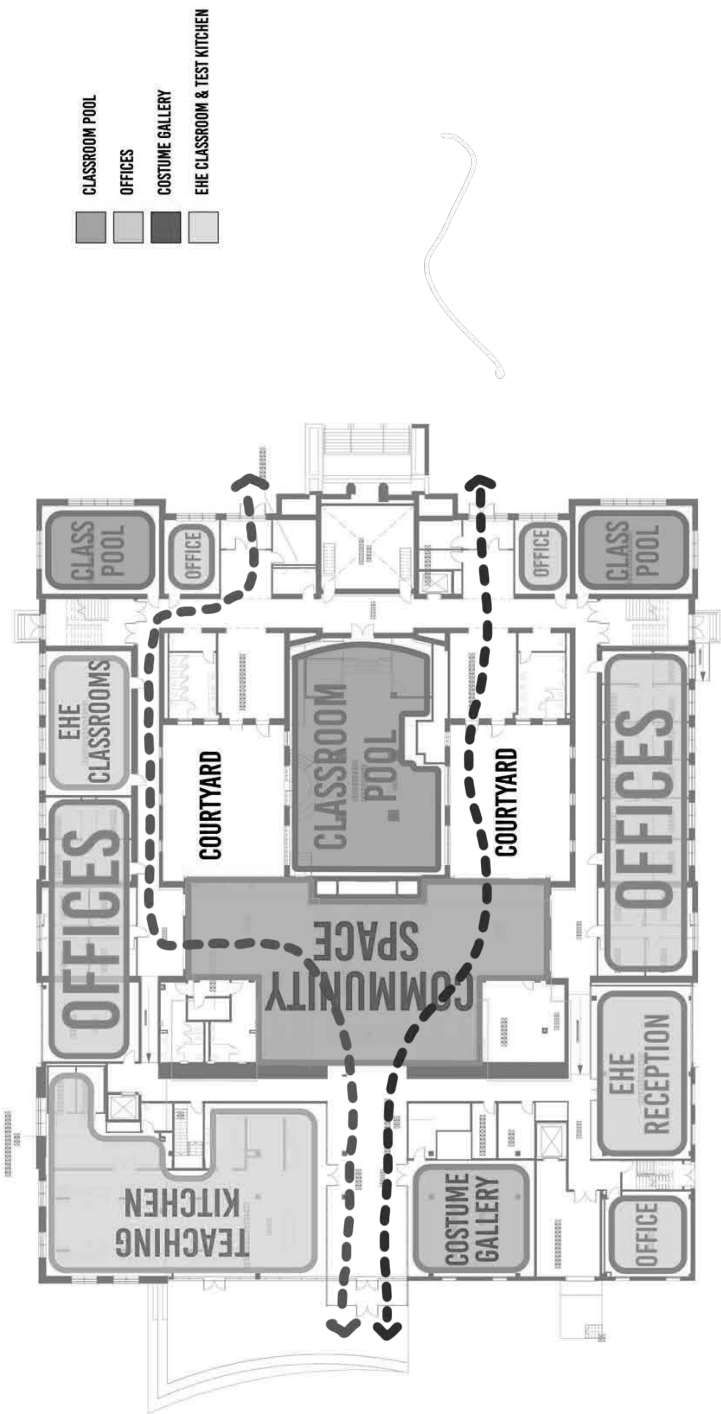 CLASSROOM POOL
OFFICES
COSTUME GALLERY
EHE CLASSROOM & TEST KITCHEN
CLASS
POOL
OFFICE
OFFICE
CLASS
POOL
EHE
CLASSROOMS
COURTYARD
CLASSROOM
POOL
COURTYARD
OFFICES
OFFICES
COMMUNITY
SPACE
TEACHING
KITCHEN
COSTUME
GALLERY
EHE
RECEPTION
OFFICE